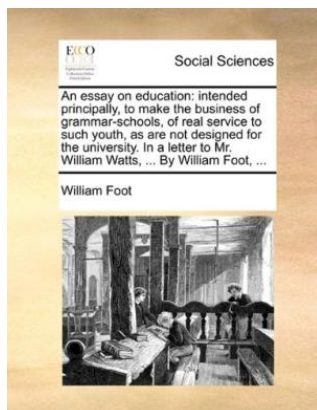 ECCO
Social Sciences
An essay on education: intended
principally, to make the business of
grammar-schools, of real service to
such youth, as are not designed for
the university. In a letter to Mr.
William Watts, ... By William Foot, ...
William Foot